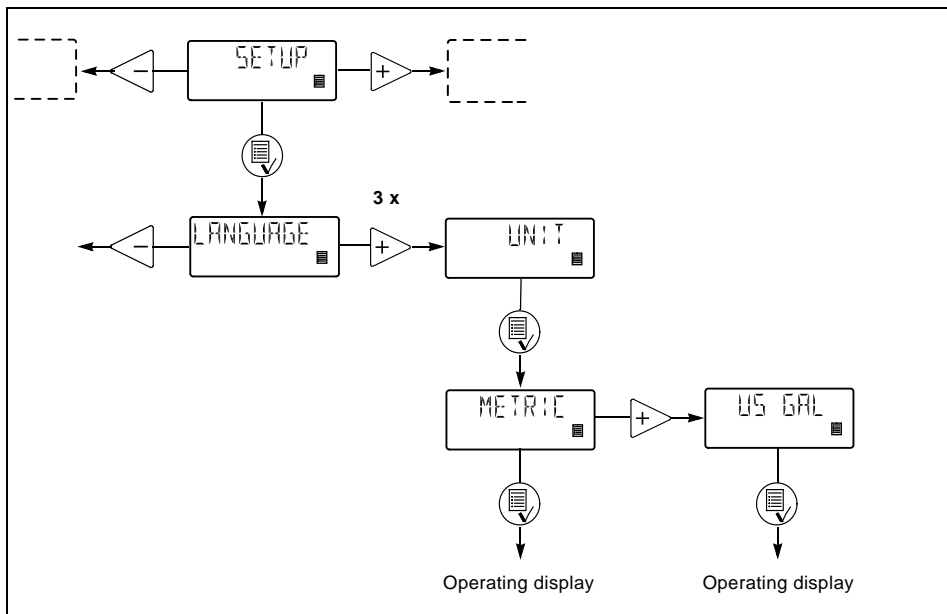 SETUP
- +
3 x
LANGUAGE
- +
UNIT
METRIC
+
US GAL
Operating display
Operating display